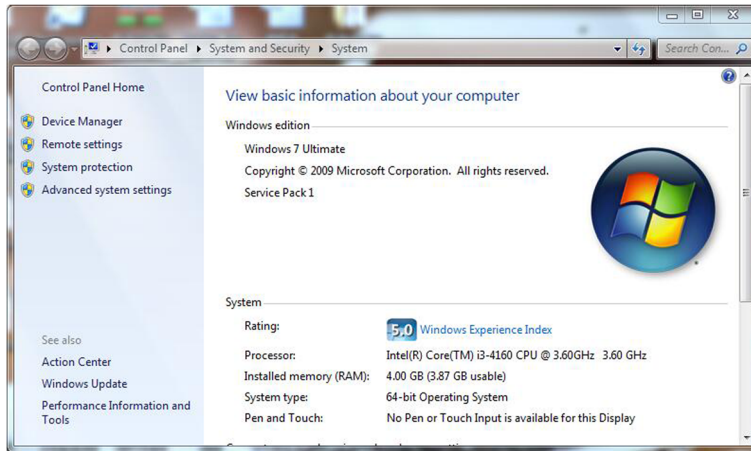 Control Panel System and Security System
Search Con...
Control Panel Home
Device Manager
Remote settings
System protection
Advanced system settings
See also
Action Center
Windows Update
Performance Information and
Tools
View basic information about your computer
Windows edition
Windows 7 Ultimate
Copyright © 2009 Microsoft Corporation. All rights reserved.
Service Pack 1
System
Rating: 5.0 Windows Experience Index
Processor: Intel(R) Core(TM) i3-4160 CPU @ 3.60GHz 3.60 GHz
Installed memory (RAM): 4.00 GB (3.87 GB usable)
System type: 64-bit Operating System
Pen and Touch: No Pen or Touch Input is available for this Display